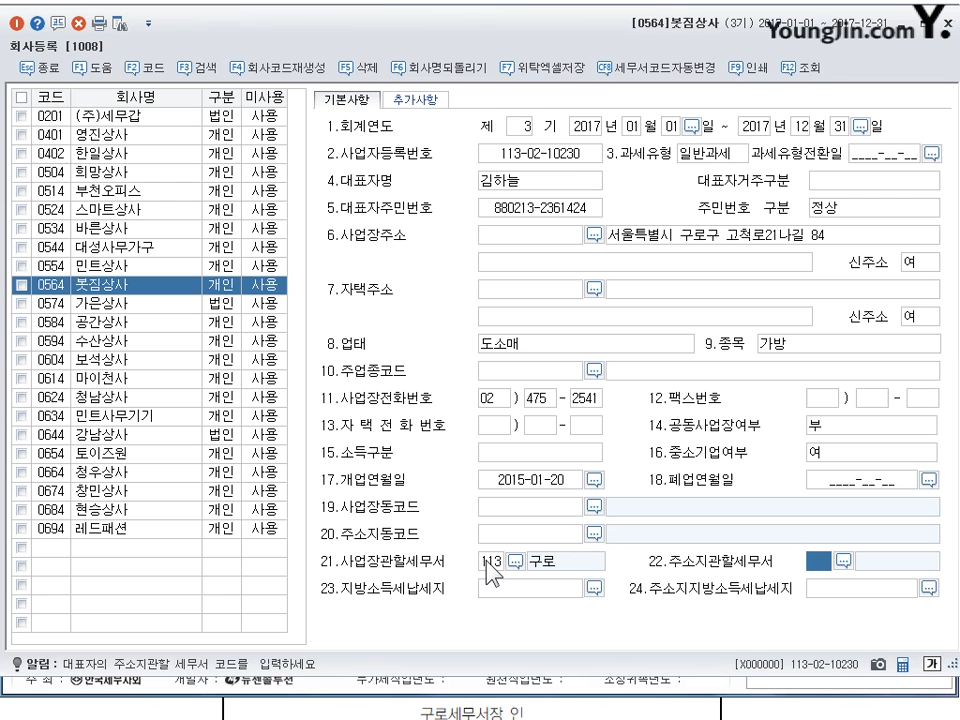 [0564]봇짐상사 (3기) 2017-01-01 ~ 2017-12-31
YoungJin.com Y.
회사등록 [1008]
Esc 종료 F1 도움 F2 코드 F3 검색 F4 회사코드재생성 F5 삭제 F6 회사명되돌리기 F7 위탁엑셀저장 CF8 세무서코드자동변경 F9 인쇄 F12 조회
코드 회사명 구분 미사용
0201 (주)세무갑 법인 사용
0401 영진상사 개인 사용
0402 한일상사 개인 사용
0504 희망상사 개인 사용
0514 부천오피스 개인 사용
0524 스마트상사 개인 사용
0534 바른상사 개인 사용
0544 대성사무가구 개인 사용
0554 민트상사 개인 사용
0564 봇짐상사 개인 사용
0574 가은상사 법인 사용
0584 공간상사 개인 사용
0594 수산상사 개인 사용
0604 보석상사 개인 사용
0614 마이천사 개인 사용
0624 청남상사 개인 사용
0634 민트사무기기 개인 사용
0644 강남상사 법인 사용
0654 토이즈원 개인 사용
0664 청우상사 개인 사용
0674 창민상사 개인 사용
0684 현승상사 개인 사용
0694 레드패션 개인 사용
기본사항 추가사항
1.회계연도 제 3 기 2017 년 01 월 01 일 ~ 2017 년 12 월 31 일
2.사업자등록번호 113-02-10230 3.과세유형 일반과세 과세유형전환일 ____-__-__
4.대표자명 김하늘 대표자거주구분
5.대표자주민번호 880213-2361424 주민번호 구분 정상
6.사업장주소 서울특별시 구로구 고척로21나길 84
신주소 여
7.자택주소
신주소 여
8.업태 도소매 9.종목 가방
10.주업종코드
11.사업장전화번호 02 ) 475 - 2541 12.팩스번호 ) -
13.자 택 전 화 번 호 ) - 14.공동사업장여부 부
15.소득구분 16.중소기업여부 여
17.개업연월일 2015-01-20 18.폐업연월일 ____-__-__
19.사업장동코드
20.주소지동코드
21.사업장관할세무서 113 구로 22.주소지관할세무서
23.지방소득세납세지 24.주소지지방소득세납세지
알림 : 대표자의 주소지관할 세무서 코드를 입력하세요 [X000000] 113-02-10230 가
구로세무서장 인